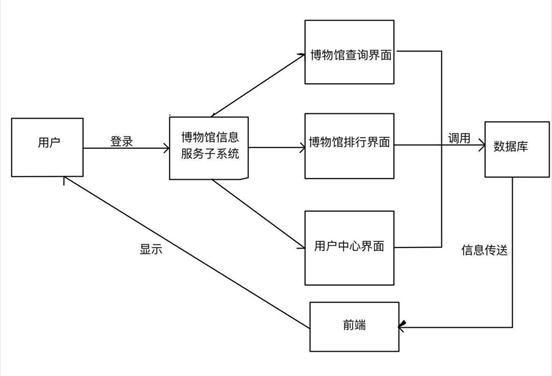 博物馆查询界面
用户
登录
博物馆信息
服务子系统
博物馆排行界面
调用
数据库
用户中心界面
显示
信息传送
前端